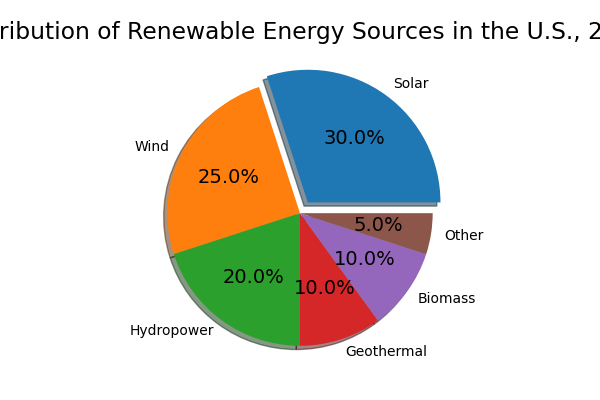 ribution of Renewable Energy Sources in the U.S., 2
Solar
30.0%
Wind
25.0%
20.0%
Hydropower
10.0%
Geothermal
10.0%
Biomass
5.0%
Other